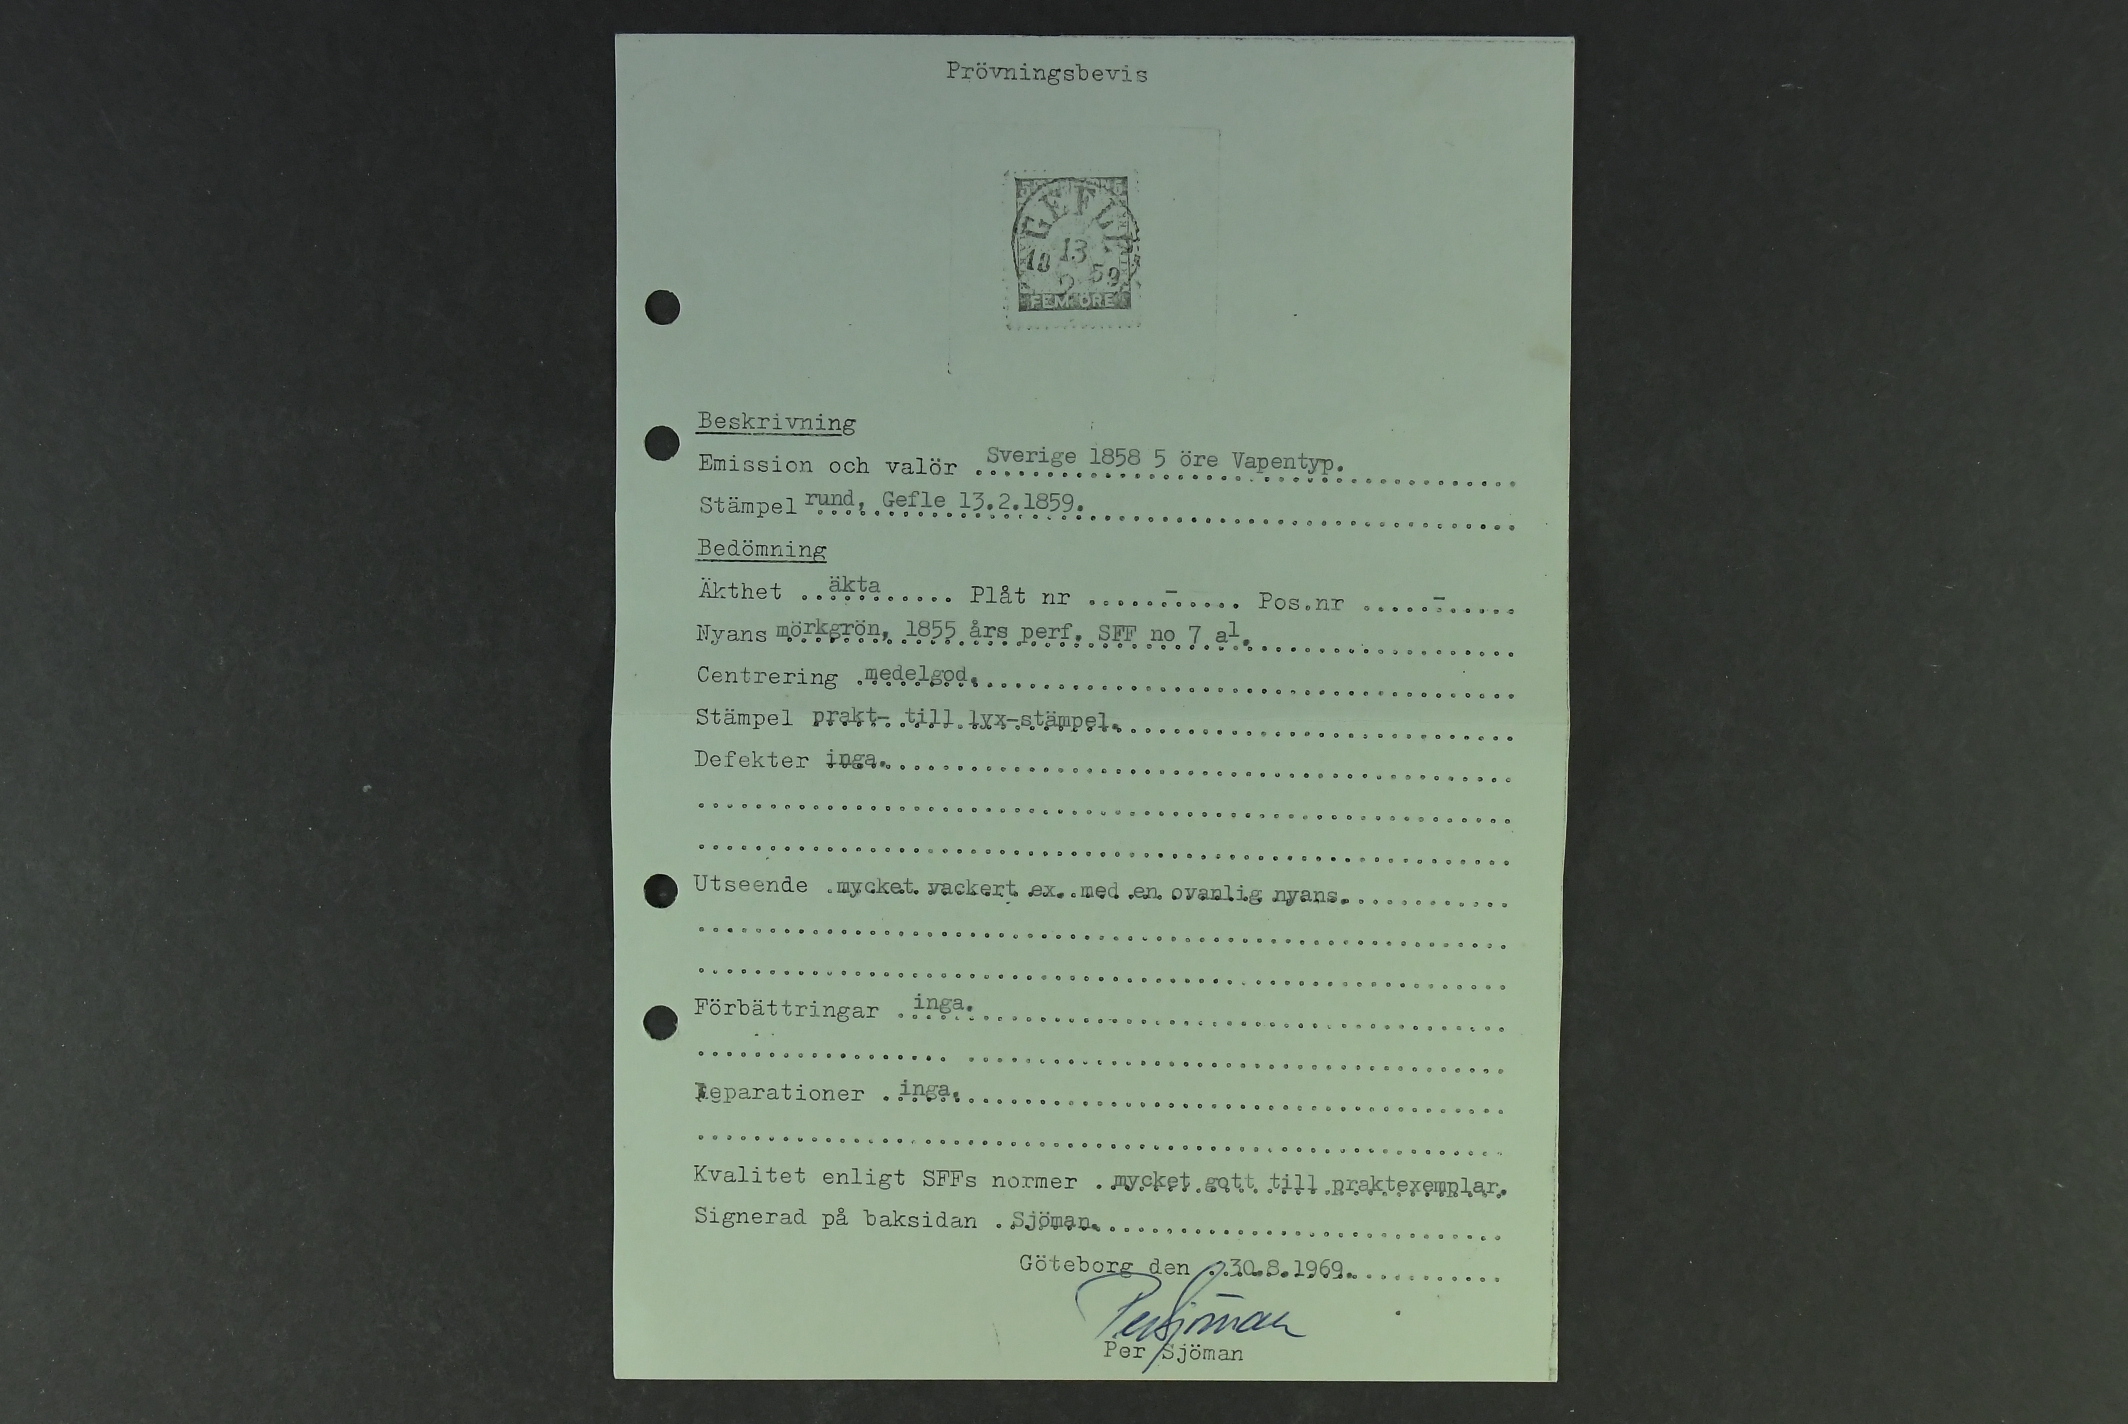 Prövningsbevis
5
GEFLE
13
18 59
2
FEM ÖRE
Beskrivning
Emission och valör Sverige 1858 5 öre Vapentyp.
Stämpel rund, Gefle 13.2.1859.
Bedömning
Äkthet äkta Plåt nr - Pos.nr -
Nyans mörkgrön, 1855 års perf. SFF no 7 a1.
Centrering medelgod.
Stämpel prakt- till lyx-stämpel.
Defekter inga.
Utseende mycket vackert ex. med en ovanlig nyans.
Förbättringar inga.
Reparationer inga.
Kvalitet enligt SFFs normer mycket gott till praktexemplar.
Signerad på baksidan Sjöman.
Göteborg den 30.8.1969.
Per Sjöman
Per Sjöman